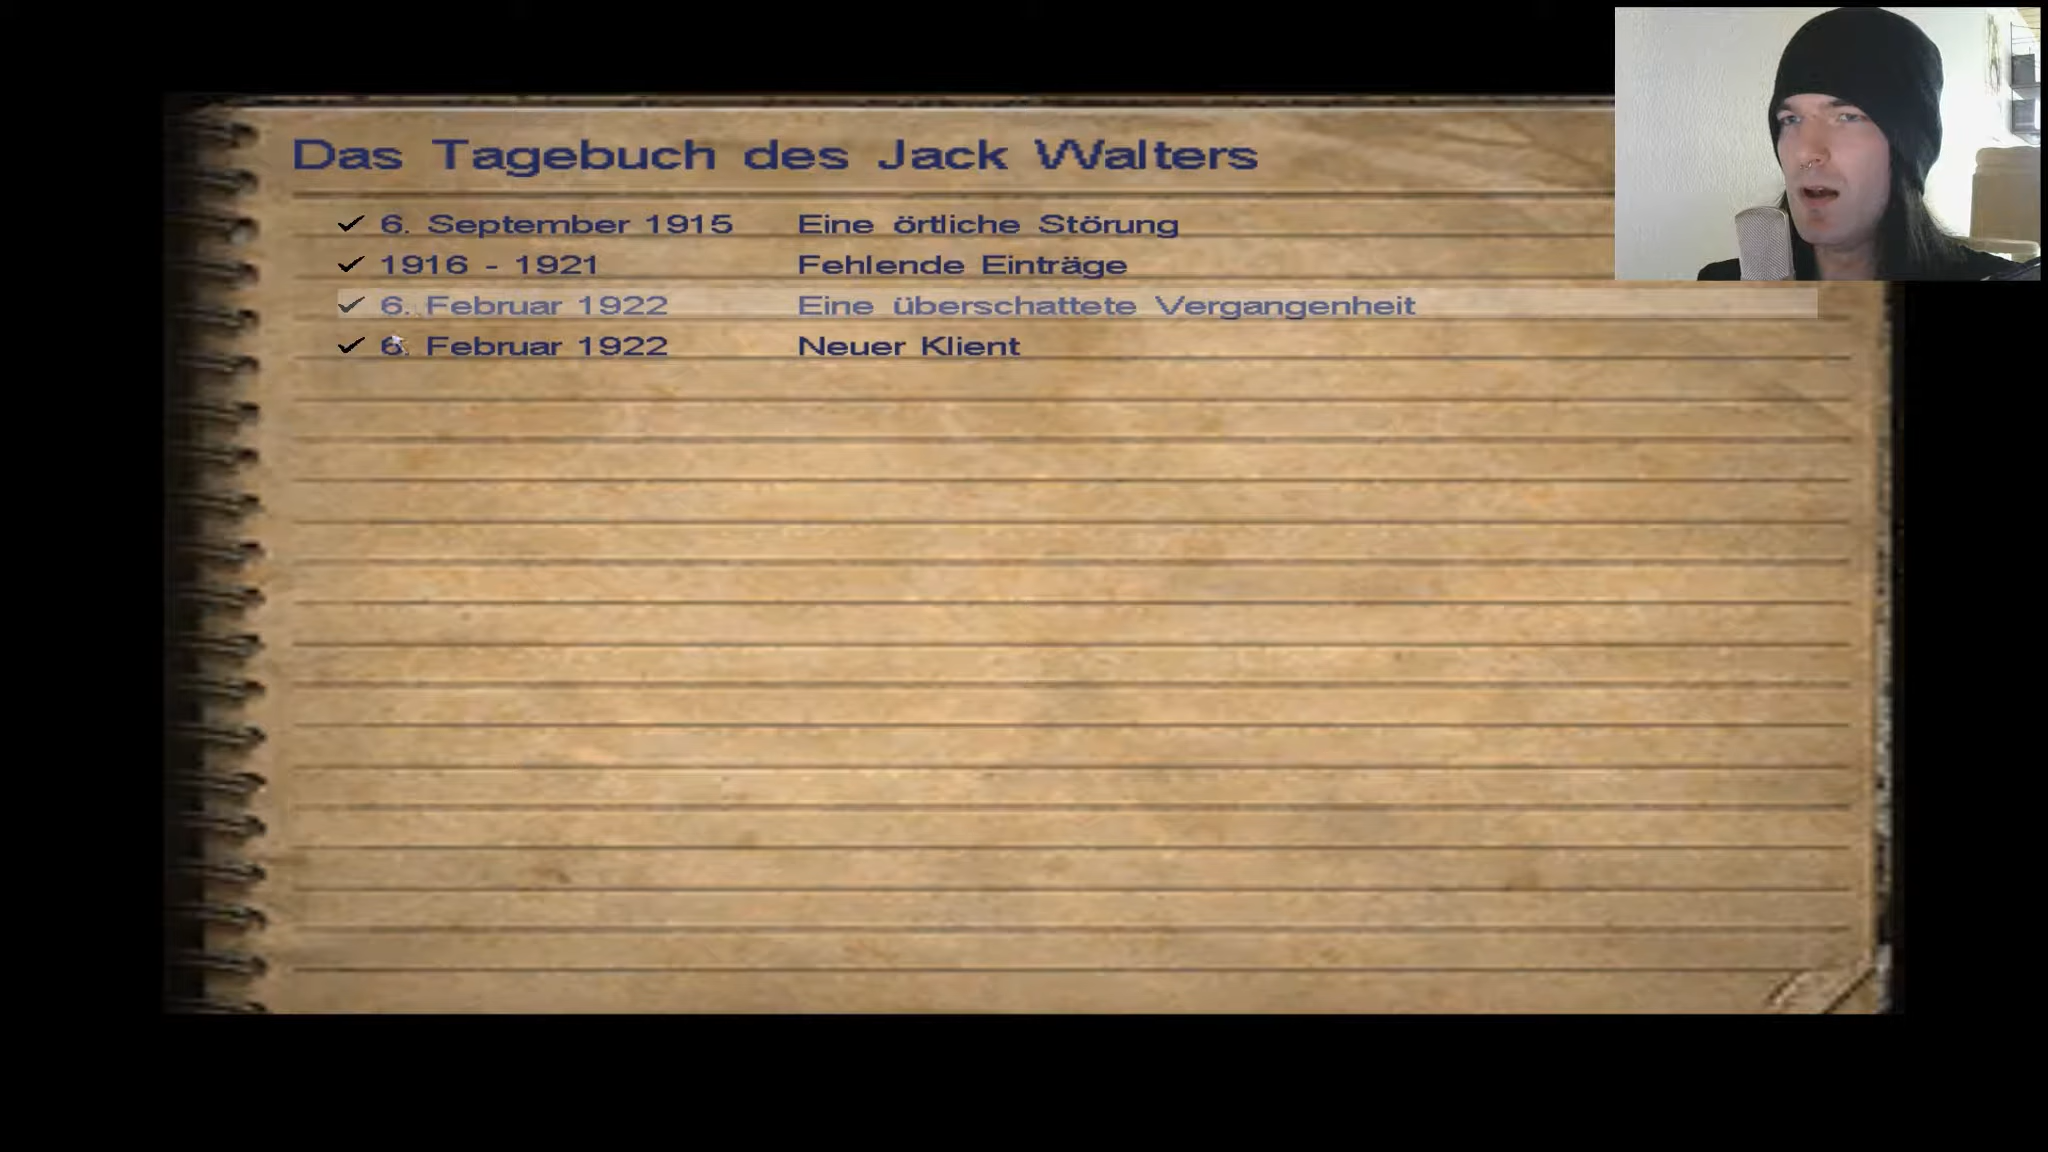 Das Tagebuch des Jack Walters
6. September 1915 Eine örtliche Störung
1916 - 1921 Fehlende Einträge
6. Februar 1922 Eine überschattete Vergangenheit
6. Februar 1922 Neuer Klient